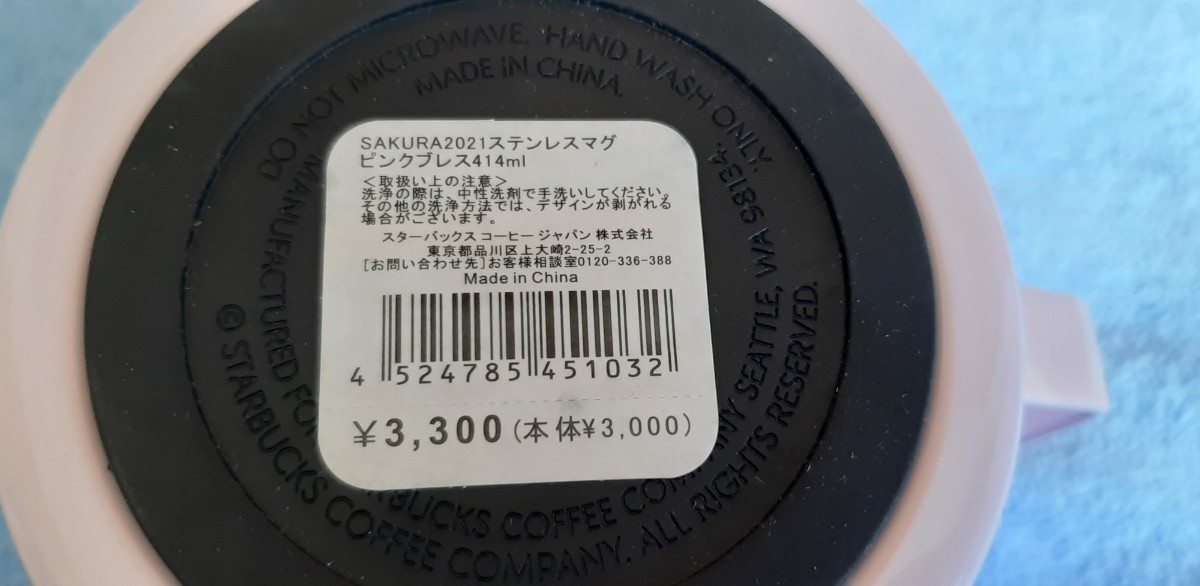 DO NOT MICROWAVE. HAND WASH ONLY.
MADE IN CHINA.
SAKURA2021ステンレスマグ
ピンクブレス414ml
＜取扱い上の注意＞
洗浄の際は、中性洗剤で手洗いしてください。
その他の洗浄方法では、デザインが剥がれる
場合がございます。
スターバックス コーヒー ジャパン 株式会社
東京都品川区上大崎2-25-2
[お問い合わせ先]お客様相談室0120-336-388
Made in China
4 524785 451032
¥3,300(本体¥3,000)
MANUFACTURED FOR STARBUCKS COFFEE COMPANY SEATTLE, WA 98134.
© STARBUCKS COFFEE COMPANY. ALL RIGHTS RESERVED.